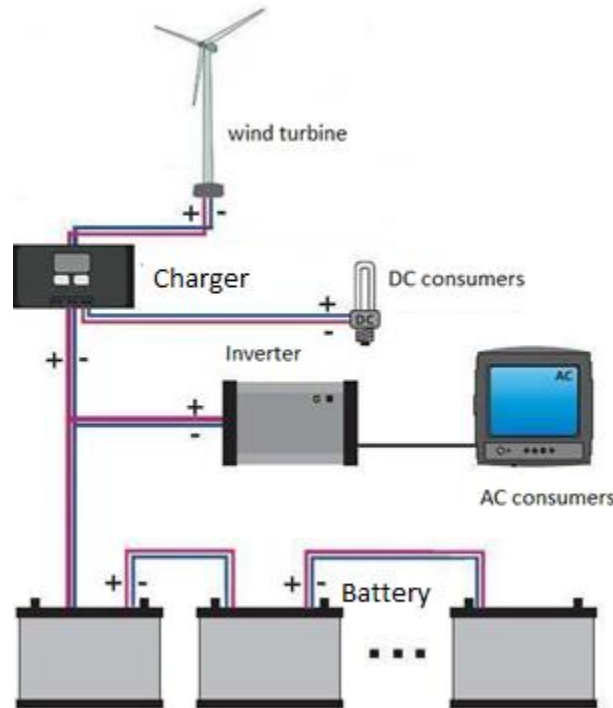 wind turbine
+ -
Charger
DC consumers
+
DC
-
+ -
Inverter
AC
+
-
AC consumers
+ -
+ -
Battery